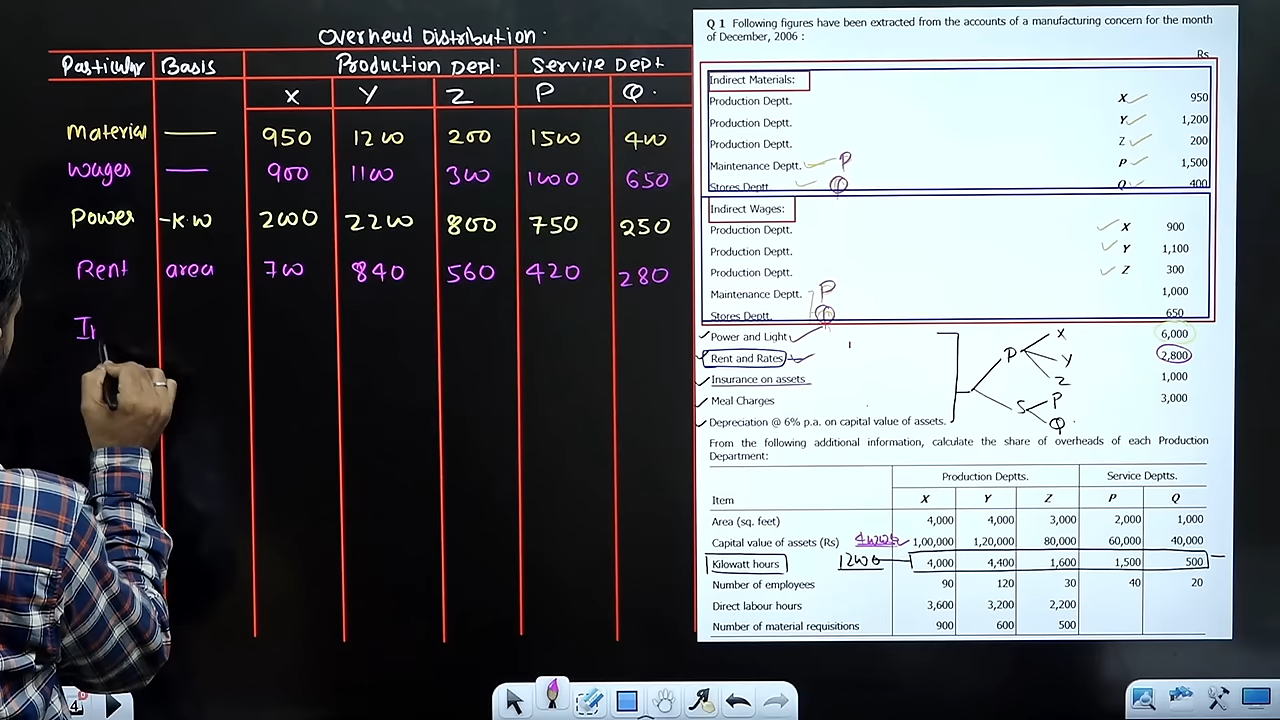 Overhead Distribution.
Particular Basis Production Dept. Service Dept
X Y Z P Q.
Material — 950 1200 200 1500 400
Wages — 900 1100 300 1000 650
Power - K.W 2000 2200 800 750 250
Rent area 700 840 560 420 280
In
Q 1 Following figures have been extracted from the accounts of a manufacturing concern for the month
of December, 2006 :
Rs
Indirect Materials:
Production Deptt. X 950
Production Deptt. Y 1,200
Production Deptt. Z 200
Maintenance Deptt. P P 1,500
Stores Deptt. Q Q 400
Indirect Wages:
Production Deptt. X 900
Production Deptt. Y 1,100
Production Deptt. Z 300
Maintenance Deptt. P 1,000
Stores Deptt. Q 650
Power and Light 6,000
Rent and Rates 2,800
Insurance on assets 1,000
Meal Charges 3,000
Depreciation @ 6% p.a. on capital value of assets.
P X Y Z
S P Q
From the following additional information, calculate the share of overheads of each Production
Department:
Production Deptts. Service Deptts.
Item X Y Z P Q
Area (sq. feet) 4,000 4,000 3,000 2,000 1,000
Capital value of assets (Rs) 1,00,000 1,20,000 80,000 60,000 40,000
Kilowatt hours 12000 4,000 4,400 1,600 1,500 500
Number of employees 90 120 30 40 20
Direct labour hours 3,600 3,200 2,200
Number of material requisitions 900 600 500